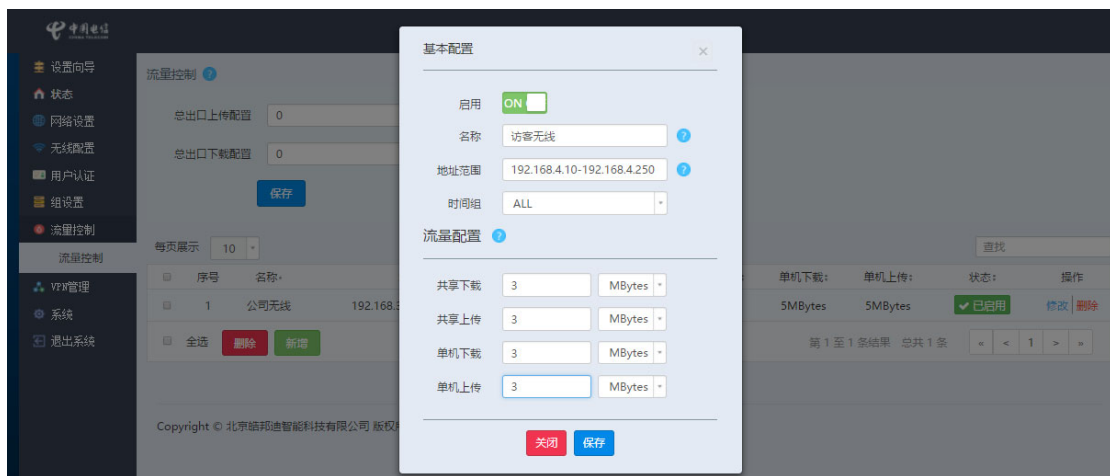 中国电信
CHINA TELECOM
设置向导
状态
网络设置
无线配置
用户认证
组设置
流量控制
流量控制
VPN管理
系统
退出系统
流量控制 ?
总出口上传配置 0
总出口下载配置 0
保存
每页展示 10
查找
序号 名称 单机下载: 单机上传: 状态: 操作
1 公司无线 192.168. 5MBytes 5MBytes 已启用 修改 删除
全选 删除 新增 第 1 至 1 条结果 总共 1 条 « < 1 > »
Copyright © 北京皓邦迪智能科技有限公司 版权
基本配置 ×
启用 ON
名称 访客无线 ?
地址范围 192.168.4.10-192.168.4.250 ?
时间组 ALL
流量配置 ?
共享下载 3 MBytes
共享上传 3 MBytes
单机下载 3 MBytes
单机上传 3 MBytes
关闭 保存